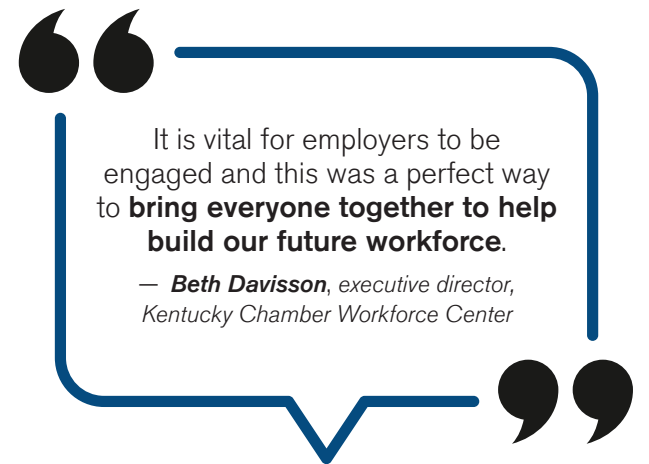 It is vital for employers to be
engaged and this was a perfect way
to bring everyone together to help
build our future workforce.
— Beth Davisson, executive director,
Kentucky Chamber Workforce Center